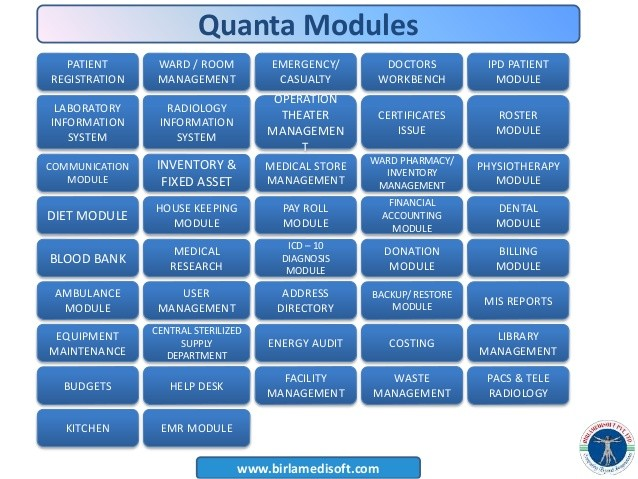 Quanta Modules
PATIENT
REGISTRATION
WARD / ROOM
MANAGEMENT
EMERGENCY/
CASUALTY
DOCTORS
WORKBENCH
IPD PATIENT
MODULE
LABORATORY
INFORMATION
SYSTEM
RADIOLOGY
INFORMATION
SYSTEM
OPERATION
THEATER
MANAGEMEN
T
CERTIFICATES
ISSUE
ROSTER
MODULE
COMMUNICATION
MODULE
INVENTORY &
FIXED ASSET
MEDICAL STORE
MANAGEMENT
WARD PHARMACY/
INVENTORY
MANAGEMENT
PHYSIOTHERAPY
MODULE
DIET MODULE
HOUSE KEEPING
MODULE
PAY ROLL
MODULE
FINANCIAL
ACCOUNTING
MODULE
DENTAL
MODULE
BLOOD BANK
MEDICAL
RESEARCH
ICD – 10
DIAGNOSIS
MODULE
DONATION
MODULE
BILLING
MODULE
AMBULANCE
MODULE
USER
MANAGEMENT
ADDRESS
DIRECTORY
BACKUP/ RESTORE
MODULE
MIS REPORTS
EQUIPMENT
MAINTENANCE
CENTRAL STERILIZED
SUPPLY
DEPARTMENT
ENERGY AUDIT
COSTING
LIBRARY
MANAGEMENT
BUDGETS
HELP DESK
FACILITY
MANAGEMENT
WASTE
MANAGEMENT
PACS & TELE
RADIOLOGY
KITCHEN
EMR MODULE
www.birlamedisoft.com
BIRLAMEDISOFT PVT. LTD